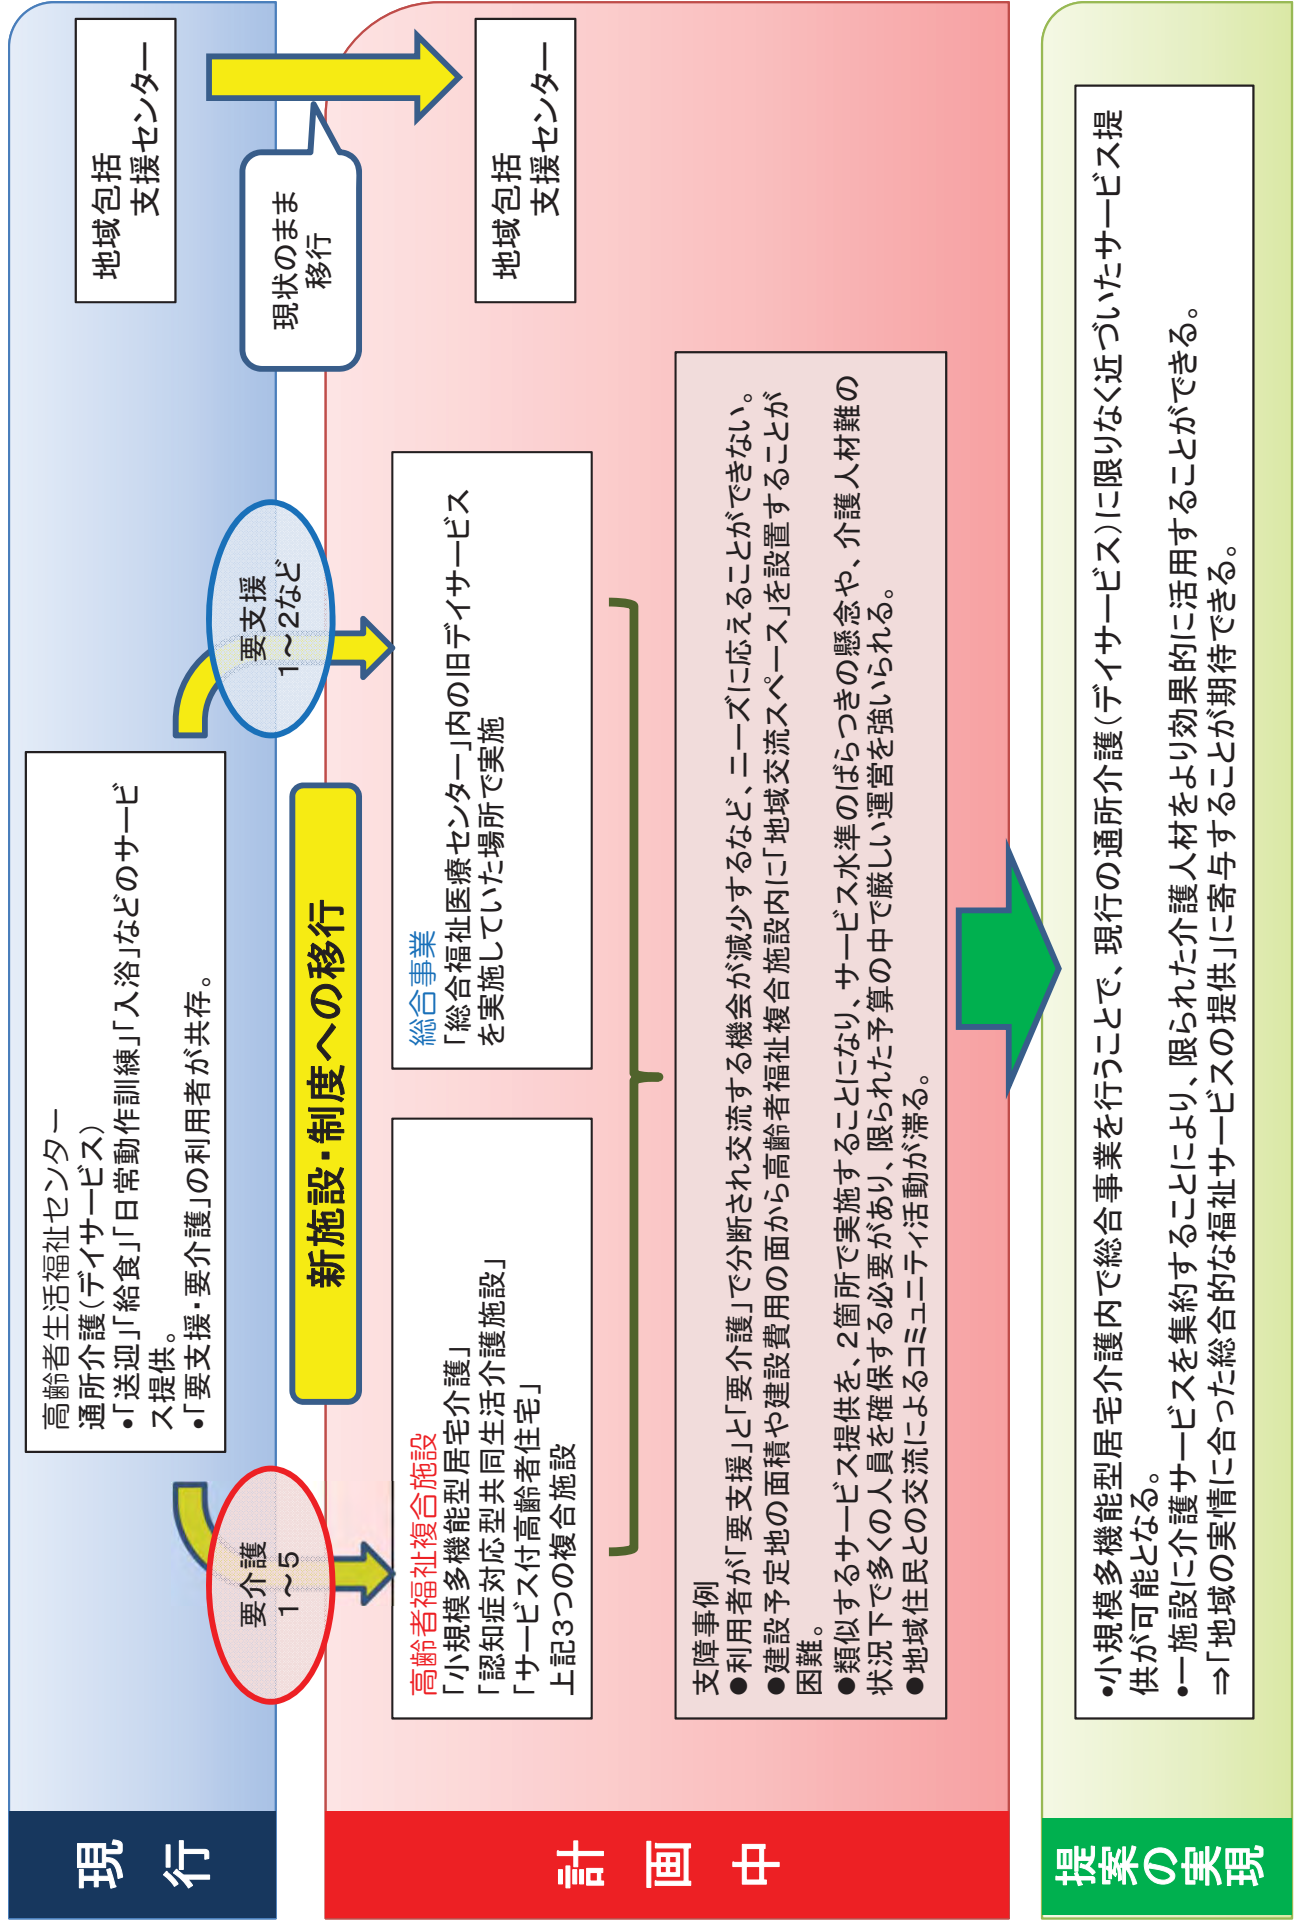 現 行
高齢者生活福祉センター
通所介護（デイサービス）
・「送迎」「給食」「日常動作訓練」「入浴」などのサービ
ス提供。
・「要支援・要介護」の利用者が共存。
地域包括
支援センター
要介護
1～5
要支援
1～2など
現状のまま
移行
新施設・制度への移行
計 画 中
高齢者福祉複合施設
「小規模多機能型居宅介護」
「認知症対応型共同生活介護施設」
「サービス付高齢者住宅」
上記3つの複合施設
総合事業
「総合福祉医療センター」内の旧デイサービス
を実施していた場所で実施
地域包括
支援センター
支障事例
●利用者が「要支援」と「要介護」で分断され交流する機会が減少するなど、ニーズに応えることができない。
●建設予定地の面積や建設費用の面から高齢者福祉複合施設内に「地域交流スペース」を設置することが
困難。
●類似するサービス提供を、2箇所で実施することになり、サービス水準のばらつきの懸念や、介護人材難の
状況下で多くの人員を確保する必要があり、限られた予算の中で厳しい運営を強いられる。
●地域住民との交流によるコミュニティ活動が滞る。
提案の実現
・小規模多機能型居宅介護内で総合事業を行うことで、現行の通所介護（デイサービス）に限りなく近づいたサービス提
供が可能となる。
・一施設に介護サービスを集約することにより、限られた介護人材をより効果的に活用することができる。
⇒「地域の実情に合った総合的な福祉サービスの提供」に寄与することが期待できる。